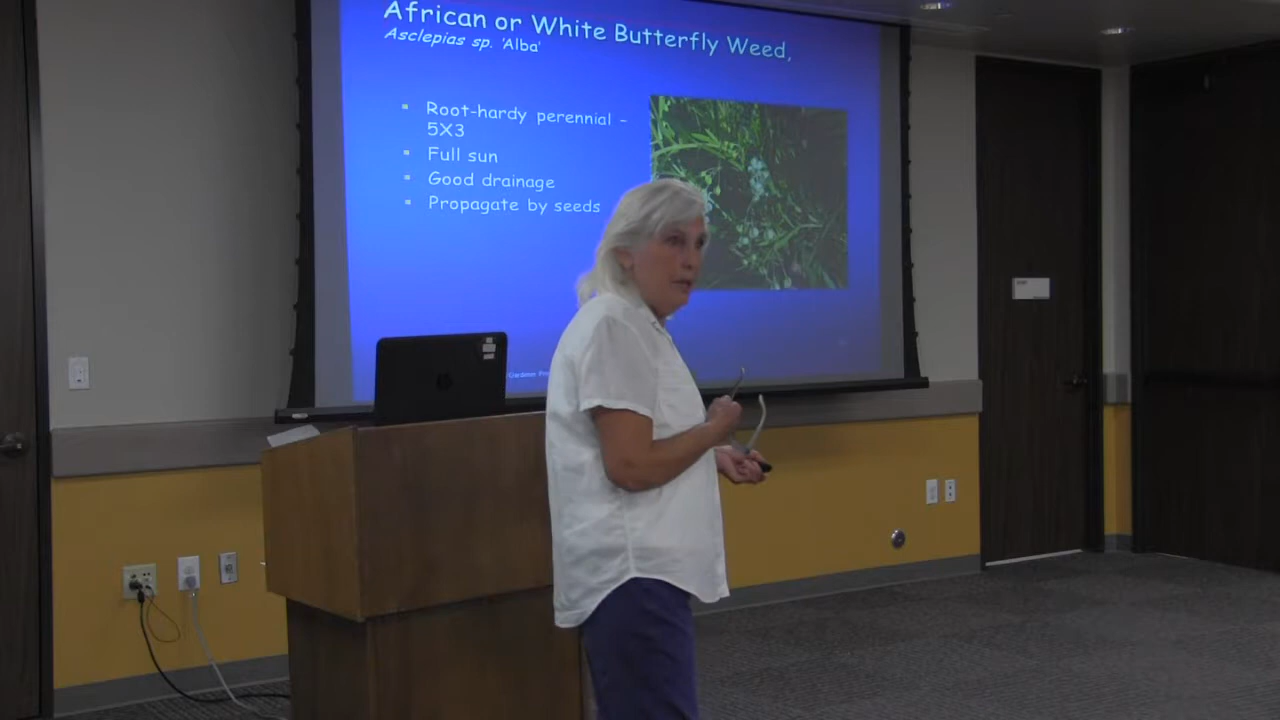 African or White Butterfly Weed,
Asclepias sp. 'Alba'
Root-hardy perennial -
5X3
Full sun
Good drainage
Propagate by seeds